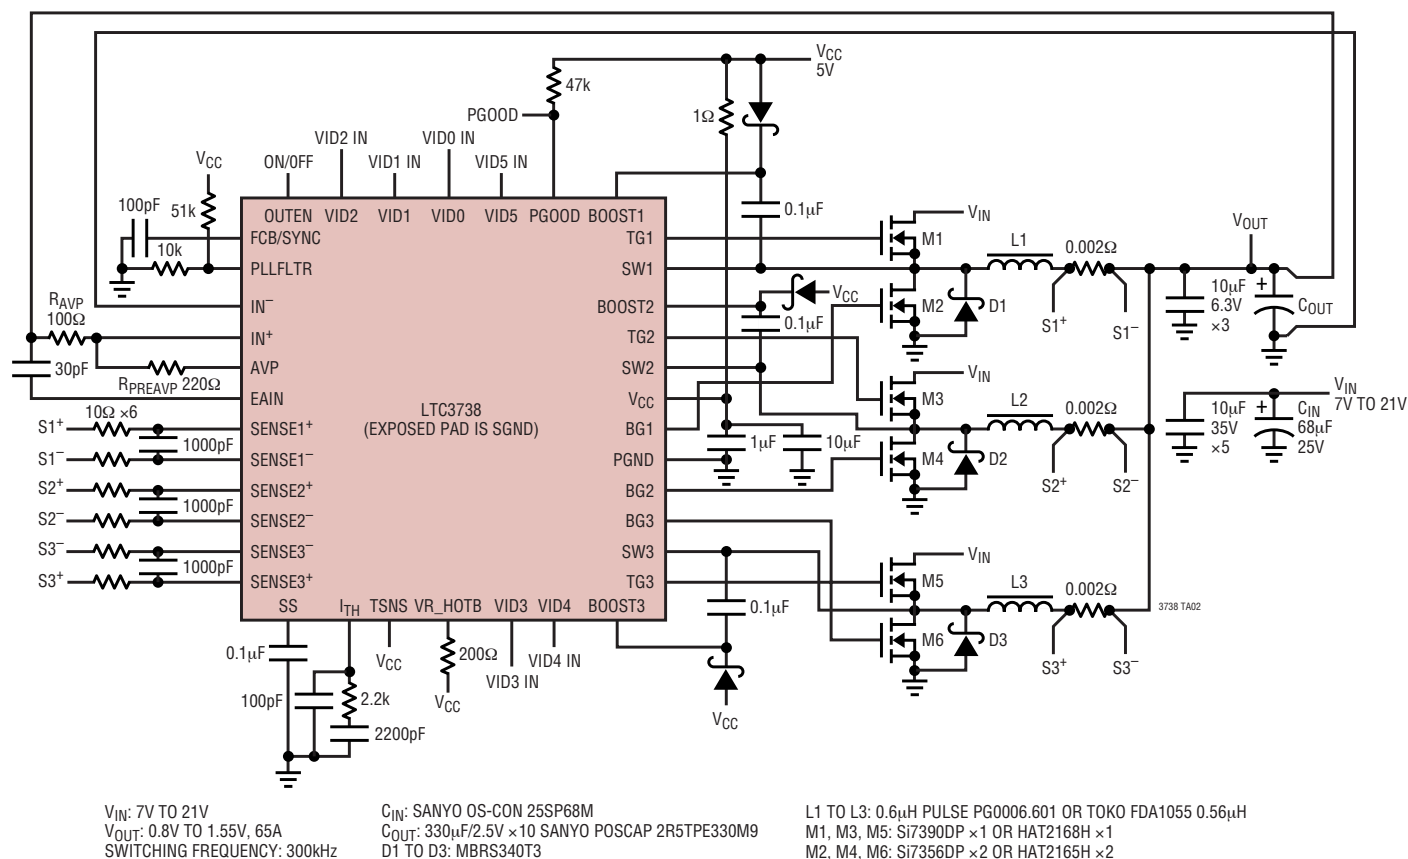 VCC
5V
47k
PGOOD
1Ω
VID2 IN
VID0 IN
ON/OFF
VID1 IN
VID5 IN
VCC
51k
100pF
10k
OUTEN
VID2
VID1
VID0
VID5
PGOOD
BOOST1
0.1µF
FCB/SYNC
PLLFLTR
IN−
IN+
AVP
EAIN
SENSE1+
SENSE1−
SENSE2+
SENSE2−
SENSE3−
SENSE3+
RAVP
100Ω
30pF
RPREAVP 220Ω
10Ω ×6
S1+
S1−
S2+
S2−
S3−
S3+
1000pF
1000pF
1000pF
LTC3738
(EXPOSED PAD IS SGND)
TG1
SW1
BOOST2
TG2
SW2
VCC
BG1
PGND
BG2
BG3
SW3
TG3
SS
ITH
TSNS
VR_HOTB
VID3
VID4
BOOST3
VCC
0.1µF
1µF
10µF
0.1µF
VCC
VIN
M1
M2
D1
L1
0.002Ω
S1+
S1−
VIN
M3
M4
D2
L2
0.002Ω
S2+
S2−
VIN
M5
M6
D3
L3
0.002Ω
S3+
S3−
VOUT
10µF
6.3V
×3
+
COUT
VIN
7V TO 21V
10µF
35V
×5
+
CIN
68µF
25V
3738 TA02
0.1µF
100pF
2.2k
2200pF
VCC
200Ω
VCC
VID3 IN
VID4 IN
VIN: 7V TO 21V
VOUT: 0.8V TO 1.55V, 65A
SWITCHING FREQUENCY: 300kHz
CIN: SANYO OS-CON 25SP68M
COUT: 330µF/2.5V ×10 SANYO POSCAP 2R5TPE330M9
D1 TO D3: MBRS340T3
L1 TO L3: 0.6µH PULSE PG0006.601 OR TOKO FDA1055 0.56µH
M1, M3, M5: Si7390DP ×1 OR HAT2168H ×1
M2, M4, M6: Si7356DP ×2 OR HAT2165H ×2